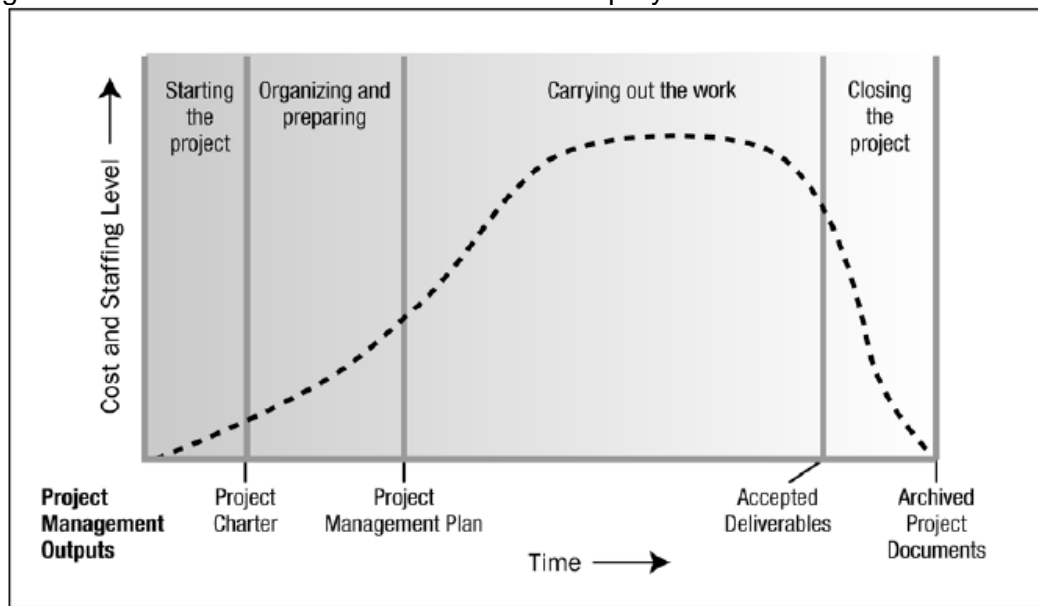 Starting
the
project
Organizing and
preparing
Carrying out the work
Closing
the
project
Cost and Staffing Level
Project
Management
Outputs
Project
Charter
Project
Management Plan
Accepted
Deliverables
Archived
Project
Documents
Time